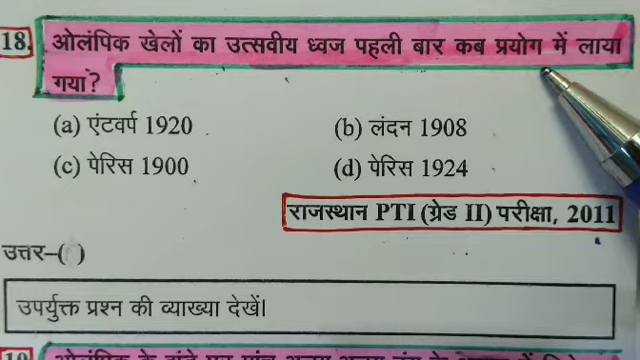 18. ओलंपिक खेलों का उत्सवीय ध्वज पहली बार कब प्रयोग में लाया
गया?
(a) एंटवर्प 1920 (b) लंदन 1908
(c) पेरिस 1900 (d) पेरिस 1924
राजस्थान PTI (ग्रेड II) परीक्षा, 2011
उत्तर–( )
उपर्युक्त प्रश्न की व्याख्या देखें।